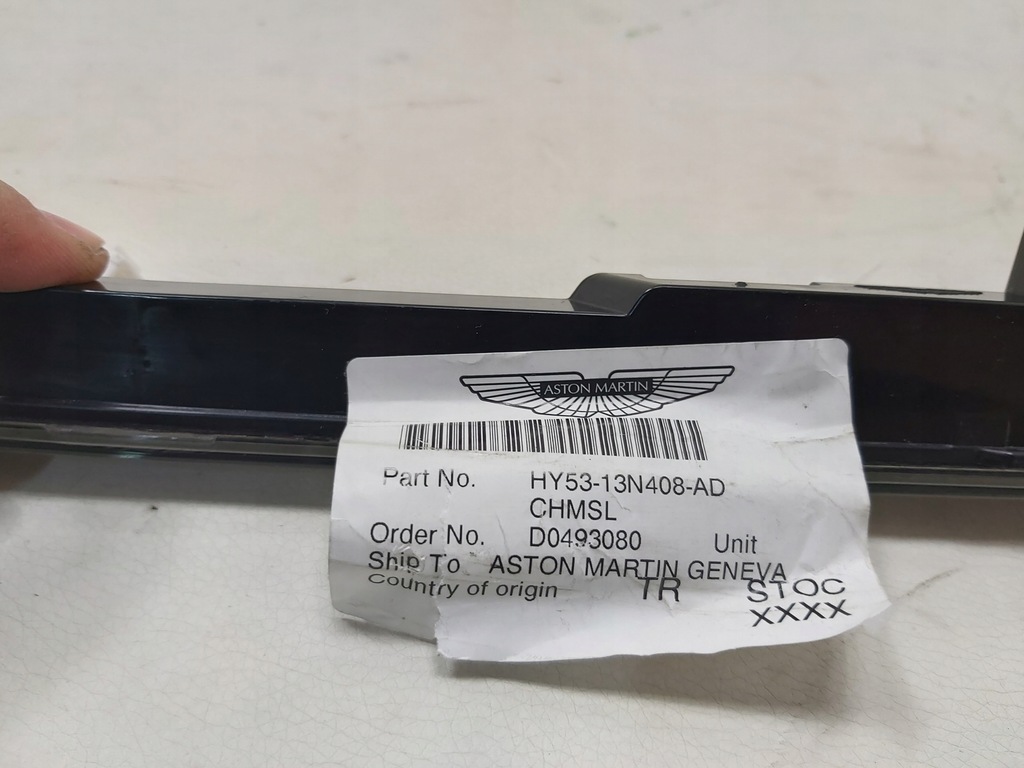 ASTON MARTIN
Part No. HY53-13N408-AD
CHMSL
Order No. D0493080 Unit
Ship To ASTON MARTIN GENEVA
Country of origin TR STOC
XXXX